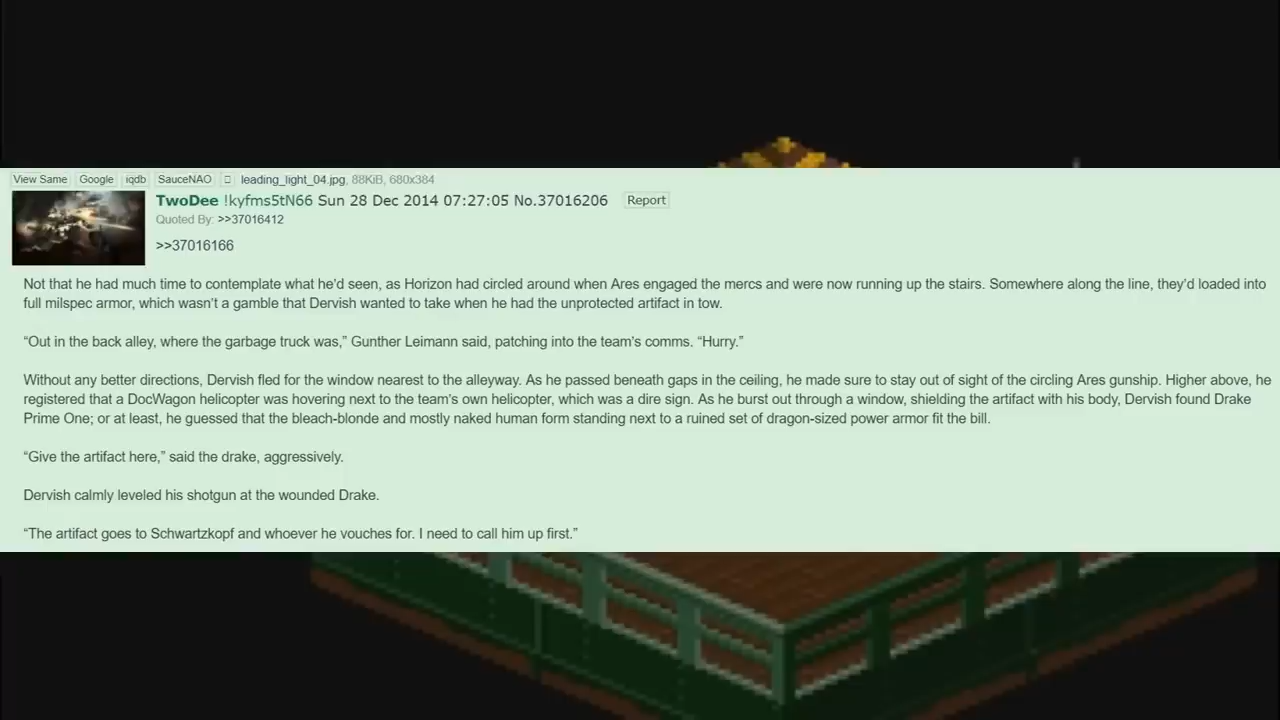 View Same Google iqdb SauceNAO leading_light_04.jpg, 88KiB, 680x384
TwoDee !kyfms5tN66 Sun 28 Dec 2014 07:27:05 No.37016206 Report
Quoted By: >>37016412
>>37016166
Not that he had much time to contemplate what he'd seen, as Horizon had circled around when Ares engaged the mercs and were now running up the stairs. Somewhere along the line, they'd loaded into
full milspec armor, which wasn't a gamble that Dervish wanted to take when he had the unprotected artifact in tow.
“Out in the back alley, where the garbage truck was,” Gunther Leimann said, patching into the team's comms. “Hurry.”
Without any better directions, Dervish fled for the window nearest to the alleyway. As he passed beneath gaps in the ceiling, he made sure to stay out of sight of the circling Ares gunship. Higher above, he
registered that a DocWagon helicopter was hovering next to the team's own helicopter, which was a dire sign. As he burst out through a window, shielding the artifact with his body, Dervish found Drake
Prime One; or at least, he guessed that the bleach-blonde and mostly naked human form standing next to a ruined set of dragon-sized power armor fit the bill.
“Give the artifact here,” said the drake, aggressively.
Dervish calmly leveled his shotgun at the wounded Drake.
“The artifact goes to Schwartzkopf and whoever he vouches for. I need to call him up first.”